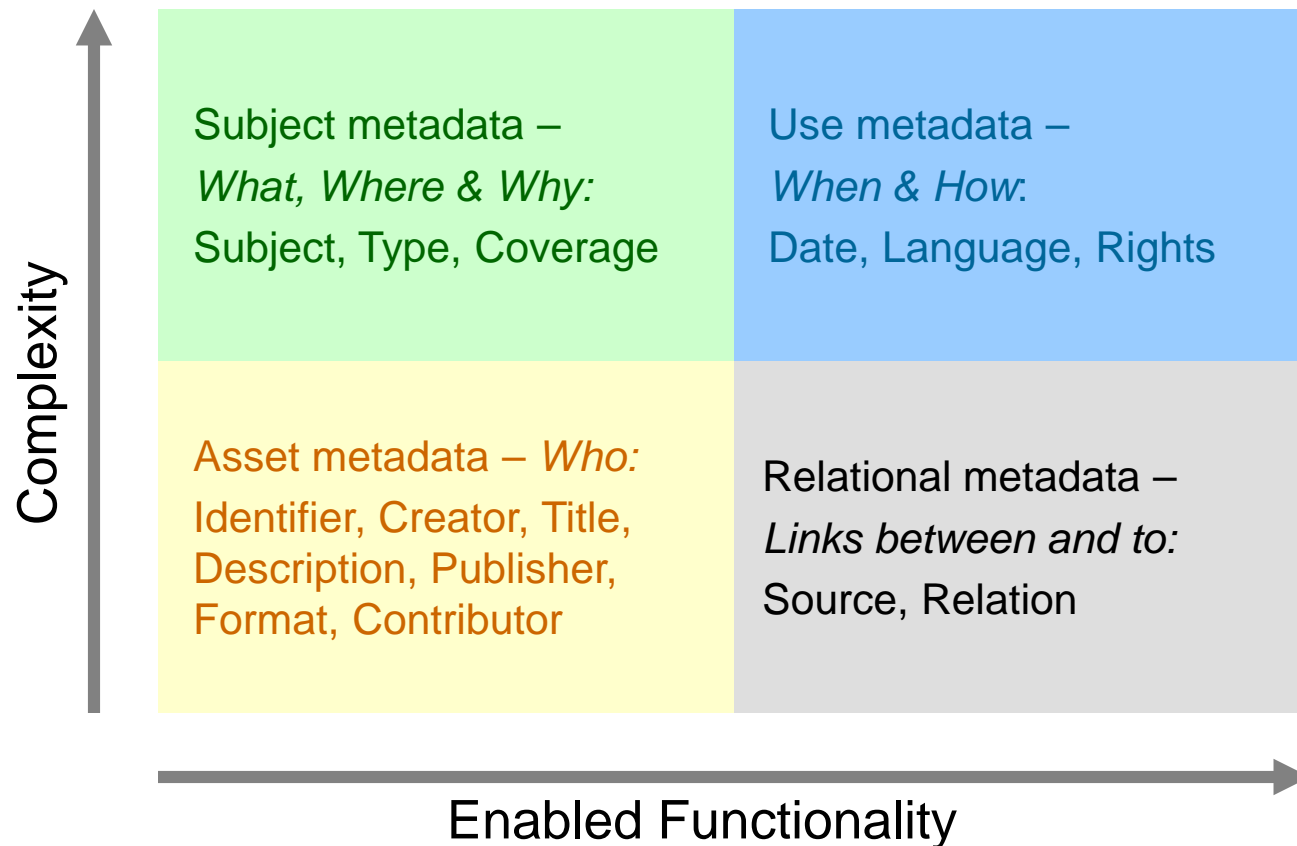 Complexity
Subject metadata –
What, Where & Why:
Subject, Type, Coverage
Use metadata –
When & How:
Date, Language, Rights
Asset metadata – Who:
Identifier, Creator, Title,
Description, Publisher,
Format, Contributor
Relational metadata –
Links between and to:
Source, Relation
Enabled Functionality